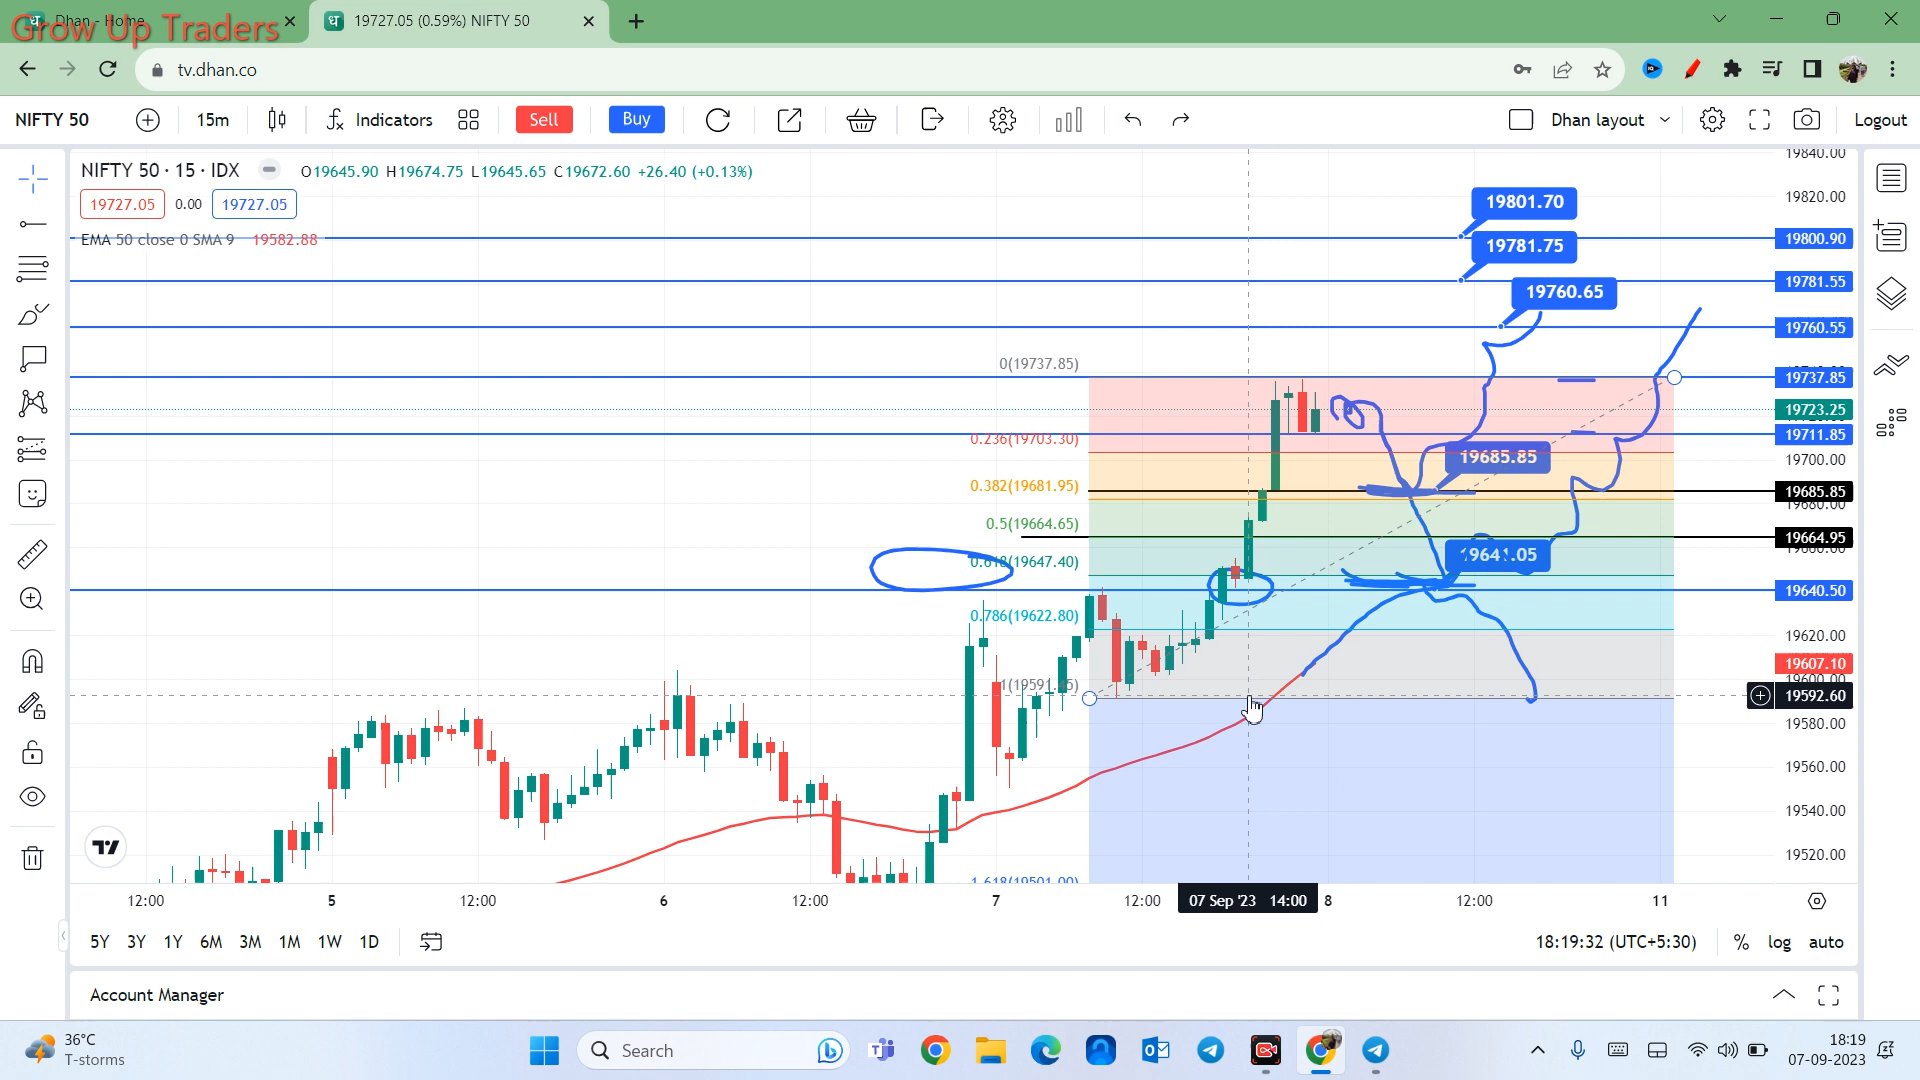 Dhan - Home
19727.05 (0.59%) NIFTY 50
Grow Up Traders
tv.dhan.co
NIFTY 50
15m
Indicators
Sell
Buy
Dhan layout
Logout
NIFTY 50 · 15 · IDX
O19645.90 H19674.75 L19645.65 C19672.60 +26.40 (+0.13%)
19727.05 0.00 19727.05
EMA 50 close 0 SMA 9 19582.88
19801.70
19781.75
19760.65
19685.85
19641.05
0(19737.85)
0.236(19703.30)
0.382(19681.95)
0.5(19664.65)
0.618(19647.40)
0.786(19622.80)
1.618(19501.00)
19840.00
19820.00
19800.90
19781.55
19760.55
19737.85
19723.25
19711.85
19700.00
19685.85
19680.00
19664.95
19640.50
19620.00
19607.10
19600.00
19592.60
19580.00
19560.00
19540.00
19520.00
12:00 5 12:00 6 12:00 7 12:00 07 Sep '23 14:00 8 12:00 11
5Y 3Y 1Y 6M 3M 1M 1W 1D
18:19:32 (UTC+5:30)
% log auto
Account Manager
36°C
T-storms
Search
18:19
07-09-2023